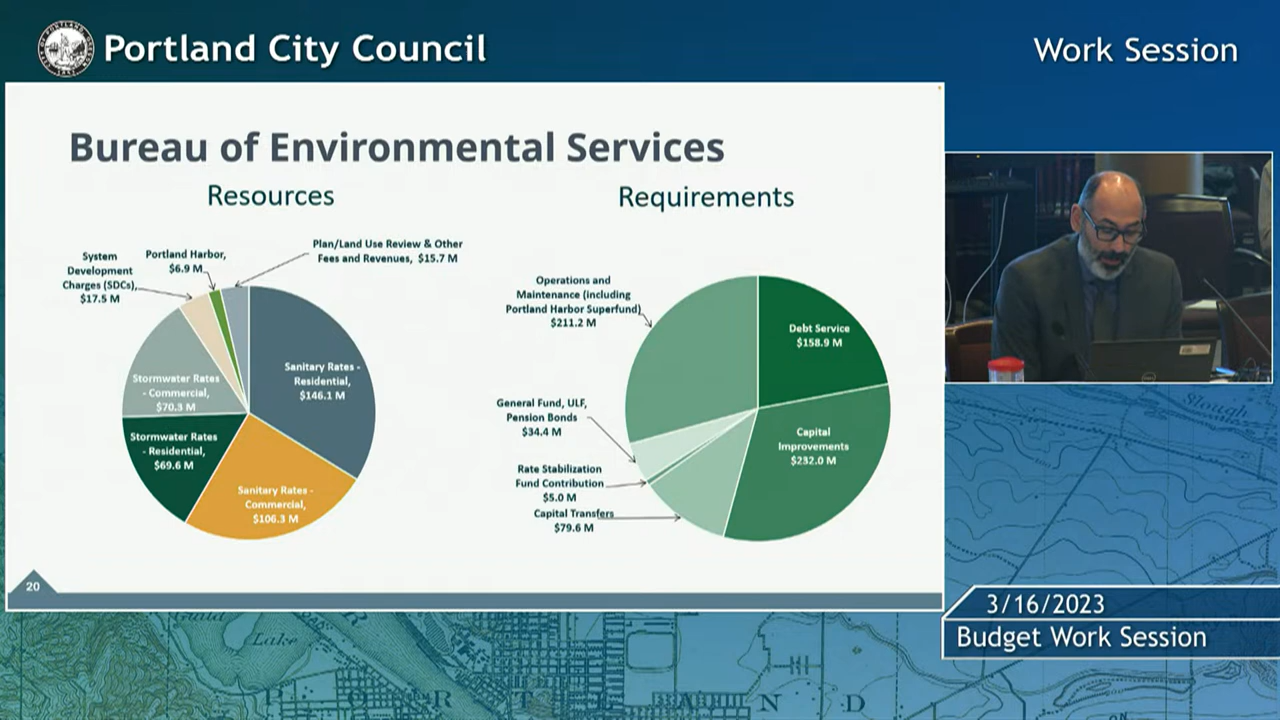 Portland City Council
Work Session
Bureau of Environmental Services
Resources
System
Development
Charges (SDCs),
$17.5 M
Portland Harbor,
$6.9 M
Plan/Land Use Review & Other
Fees and Revenues, $15.7 M
Sanitary Rates -
Residential,
$146.1 M
Stormwater Rates
- Commercial,
$70.3 M
Stormwater Rates
- Residential,
$69.6 M
Sanitary Rates -
Commercial,
$106.3 M
Requirements
Operations and
Maintenance (including
Portland Harbor Superfund)
$211.2 M
Debt Service
$158.9 M
General Fund, ULF,
Pension Bonds
$34.4 M
Capital
Improvements
$232.0 M
Rate Stabilization
Fund Contribution
$5.0 M
Capital Transfers
$79.6 M
20
3/16/2023
Budget Work Session
Slough
Guild
Lake
P O R T L A N D